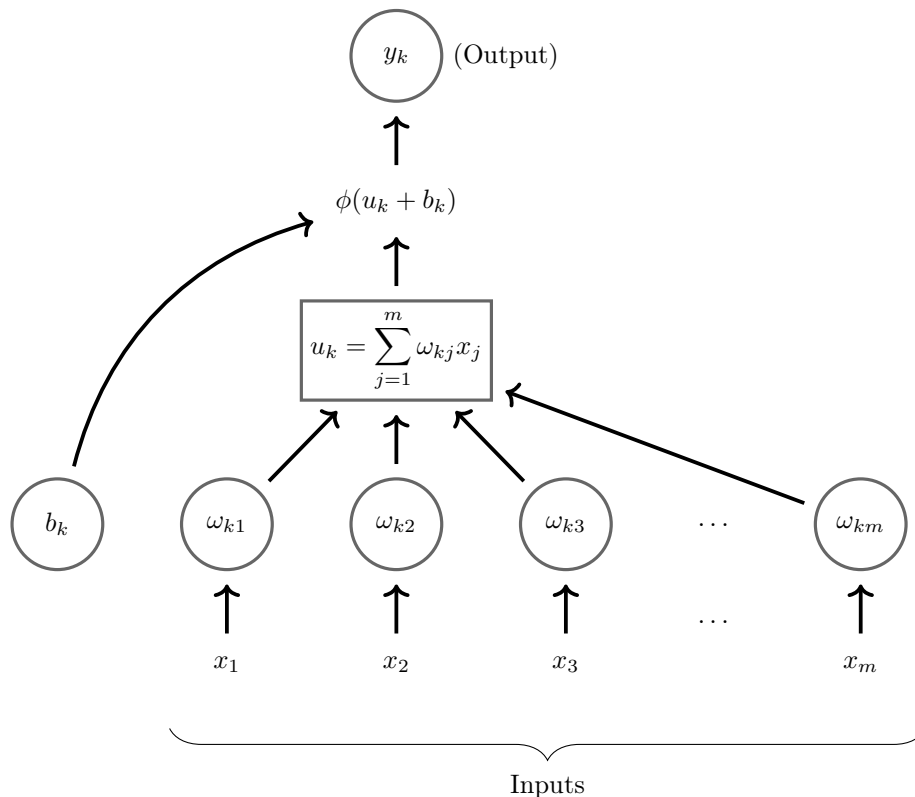 y_k (Output)
ϕ(u_k + b_k)
u_k = ∑_{j=1}^{m} ω_{kj} x_j
b_k ω_{k1} ω_{k2} ω_{k3} ... ω_{km}
...
x_1 x_2 x_3 x_m
Inputs